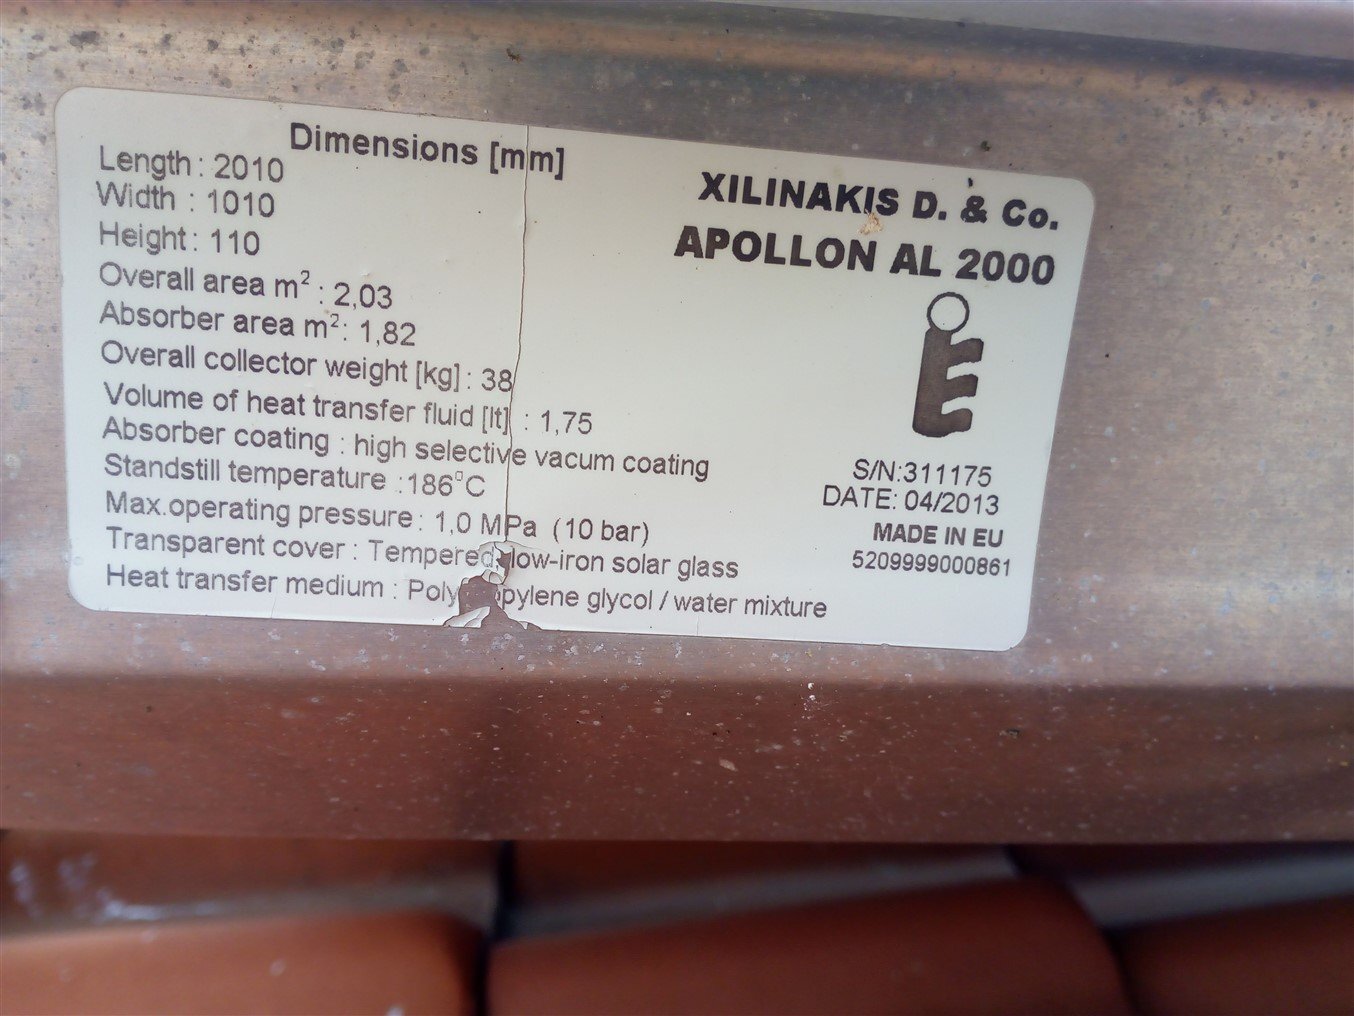 Dimensions [mm]
Length : 2010
Width : 1010
Height : 110
Overall area m² : 2,03
Absorber area m²: 1,82
Overall collector weight [kg] : 38
Volume of heat transfer fluid [lt] : 1,75
Absorber coating : high selective vacum coating
Standstill temperature :186°C
Max.operating pressure : 1,0 MPa (10 bar)
Transparent cover : Tempered, low-iron solar glass
Heat transfer medium : glycol / water mixture
XILINAKIS D. & Co.
APOLLON AL 2000
S/N:311175
DATE: 04/2013
MADE IN EU
5209999000861